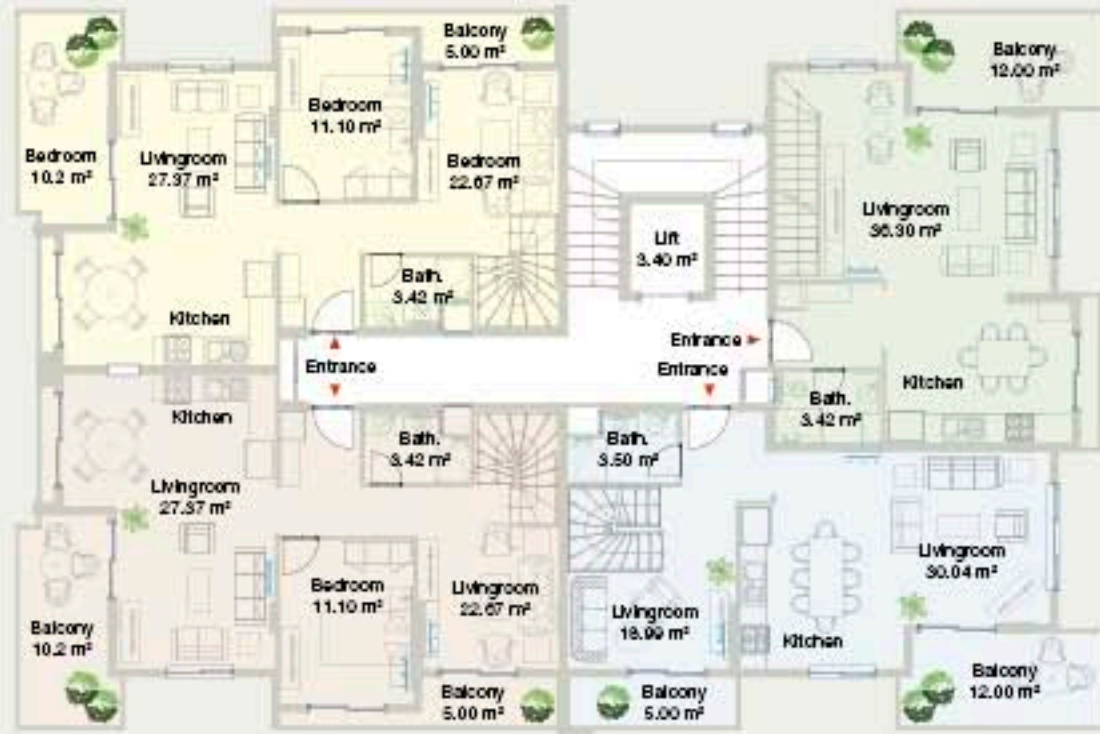 Balcony
5.00 m²
Balcony
12.00 m²
Bedroom
11.10 m²
Bedroom
10.2 m²
Livingroom
27.37 m²
Bedroom
22.67 m²
Livingroom
36.30 m²
Lift
3.40 m²
Bath.
3.42 m²
Kitchen
Entrance
Entrance
Entrance
Kitchen
Bath.
3.42 m²
Kitchen
Bath.
3.42 m²
Bath.
3.50 m²
Livingroom
27.37 m²
Livingroom
30.04 m²
Bedroom
11.10 m²
Livingroom
22.67 m²
Livingroom
18.99 m²
Balcony
10.2 m²
Kitchen
Balcony
5.00 m²
Balcony
5.00 m²
Balcony
12.00 m²